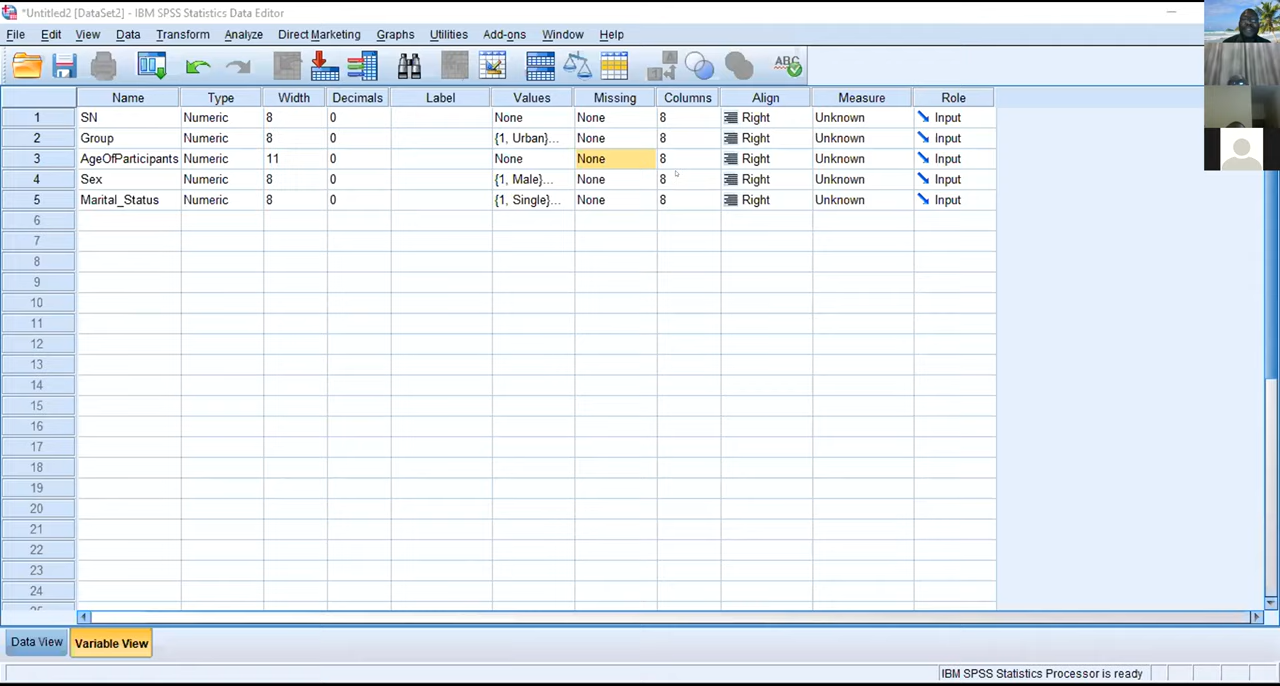 *Untitled2 [DataSet2] - IBM SPSS Statistics Data Editor
File Edit View Data Transform Analyze Direct Marketing Graphs Utilities Add-ons Window Help
ABC
Name Type Width Decimals Label Values Missing Columns Align Measure Role
1 SN Numeric 8 0 None None 8 Right Unknown Input
2 Group Numeric 8 0 {1, Urban}... None 8 Right Unknown Input
3 AgeOfParticipants Numeric 11 0 None None 8 Right Unknown Input
4 Sex Numeric 8 0 {1, Male}... None 8 Right Unknown Input
5 Marital_Status Numeric 8 0 {1, Single}... None 8 Right Unknown Input
6
7
8
9
10
11
12
13
14
15
16
17
18
19
20
21
22
23
24
Data View Variable View
IBM SPSS Statistics Processor is ready